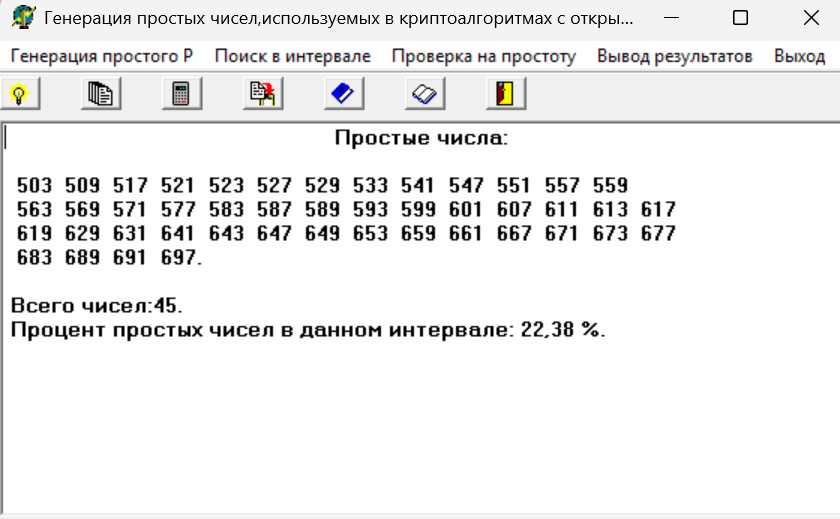 Генерация простых чисел,используемых в криптоалгоритмах с откры...
Генерация простого P Поиск в интервале Проверка на простоту Вывод результатов Выход
Простые числа:
503 509 517 521 523 527 529 533 541 547 551 557 559
563 569 571 577 583 587 589 593 599 601 607 611 613 617
619 629 631 641 643 647 649 653 659 661 667 671 673 677
683 689 691 697.
Всего чисел:45.
Процент простых чисел в данном интервале: 22,38 %.